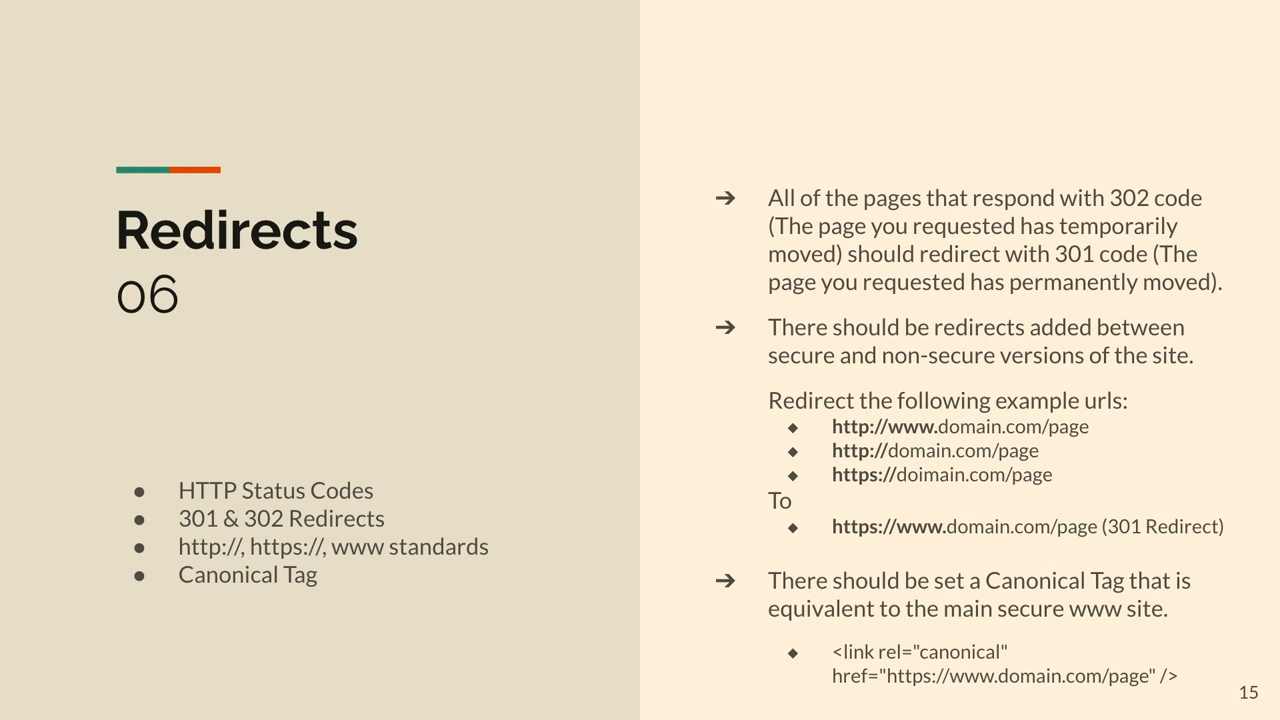 Redirects
06
● HTTP Status Codes
● 301 & 302 Redirects
● http://, https://, www standards
● Canonical Tag
➔ All of the pages that respond with 302 code
(The page you requested has temporarily
moved) should redirect with 301 code (The
page you requested has permanently moved).
➔ There should be redirects added between
secure and non-secure versions of the site.
Redirect the following example urls:
◆ http://www.domain.com/page
◆ http://domain.com/page
◆ https://doimain.com/page
To
◆ https://www.domain.com/page (301 Redirect)
➔ There should be set a Canonical Tag that is
equivalent to the main secure www site.
◆ <link rel="canonical"
href="https://www.domain.com/page" />
15